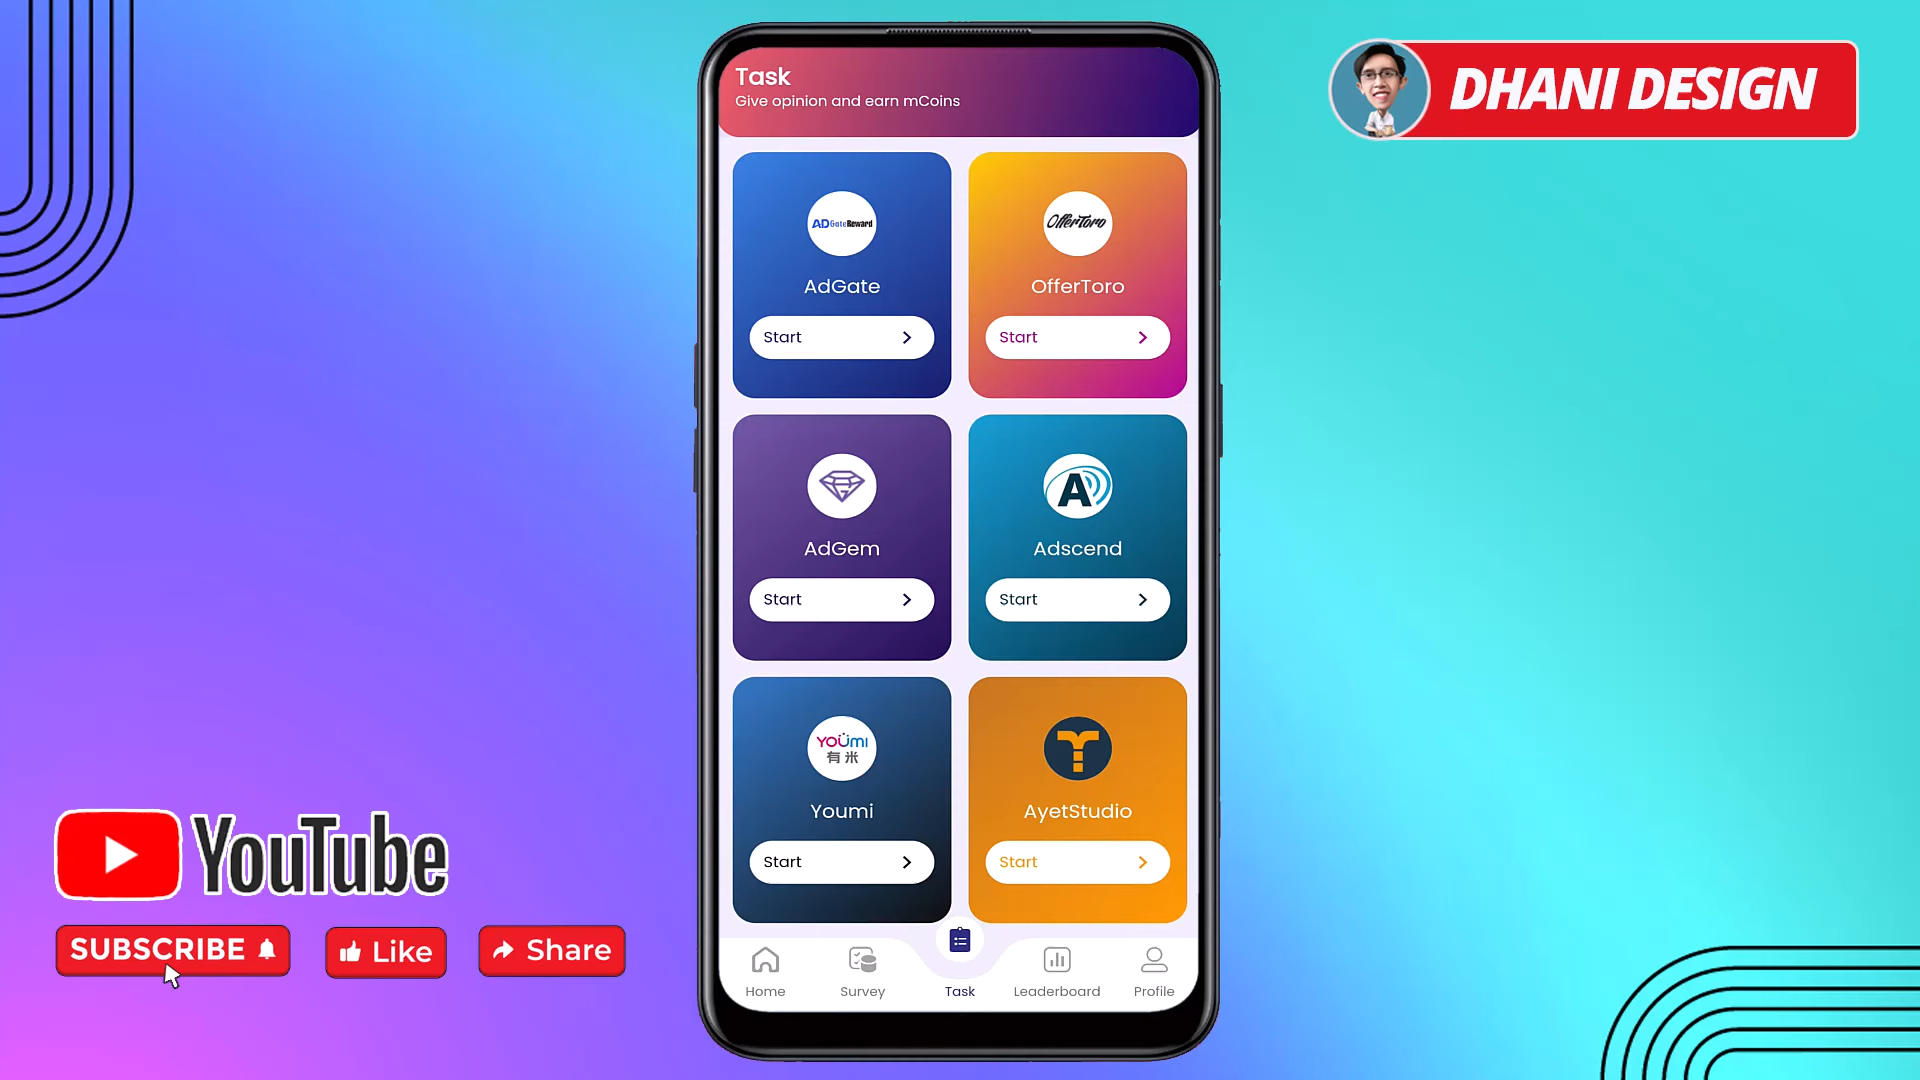 Task
Give opinion and earn mCoins
DHANI DESIGN
ADGateReward
AdGate
Start
OfferToro
OfferToro
Start
AdGem
Start
A
Adscend
Start
YOUMI
有米
Youmi
Start
AyetStudio
Start
YouTube
SUBSCRIBE
Like
Share
Home
Survey
Task
Leaderboard
Profile